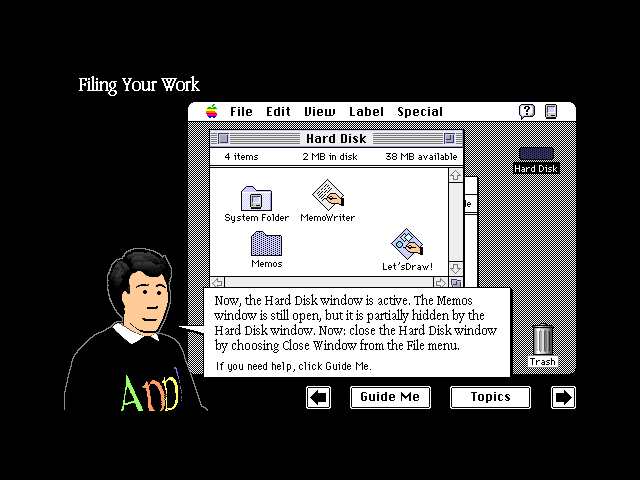 Filing Your Work
File Edit View Label Special
Hard Disk
4 items 2 MB in disk 38 MB available
Hard Disk
System Folder MemoWriter
Memos Let'sDraw!
Now, the Hard Disk window is active. The Memos
window is still open, but it is partially hidden by the
Hard Disk window. Now: close the Hard Disk window
by choosing Close Window from the File menu.
If you need help, click Guide Me.
Trash
Guide Me Topics